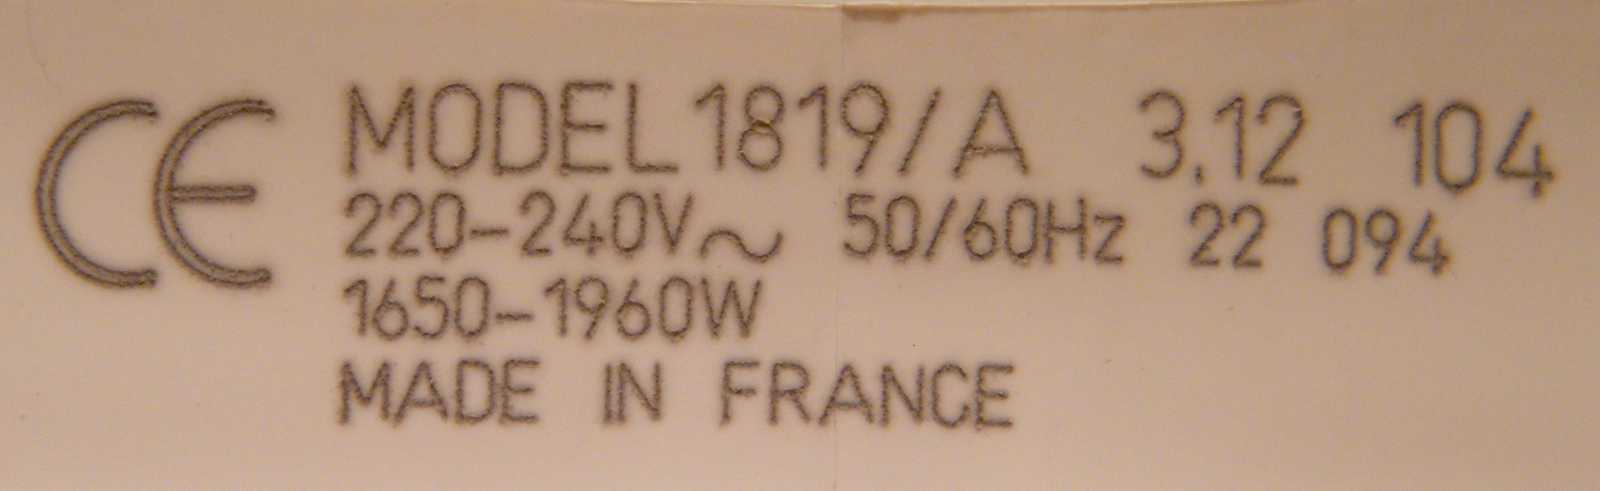 CE MODEL 1819/A 3.12 104
220-240V~ 50/60Hz 22 094
1650-1960W
MADE IN FRANCE